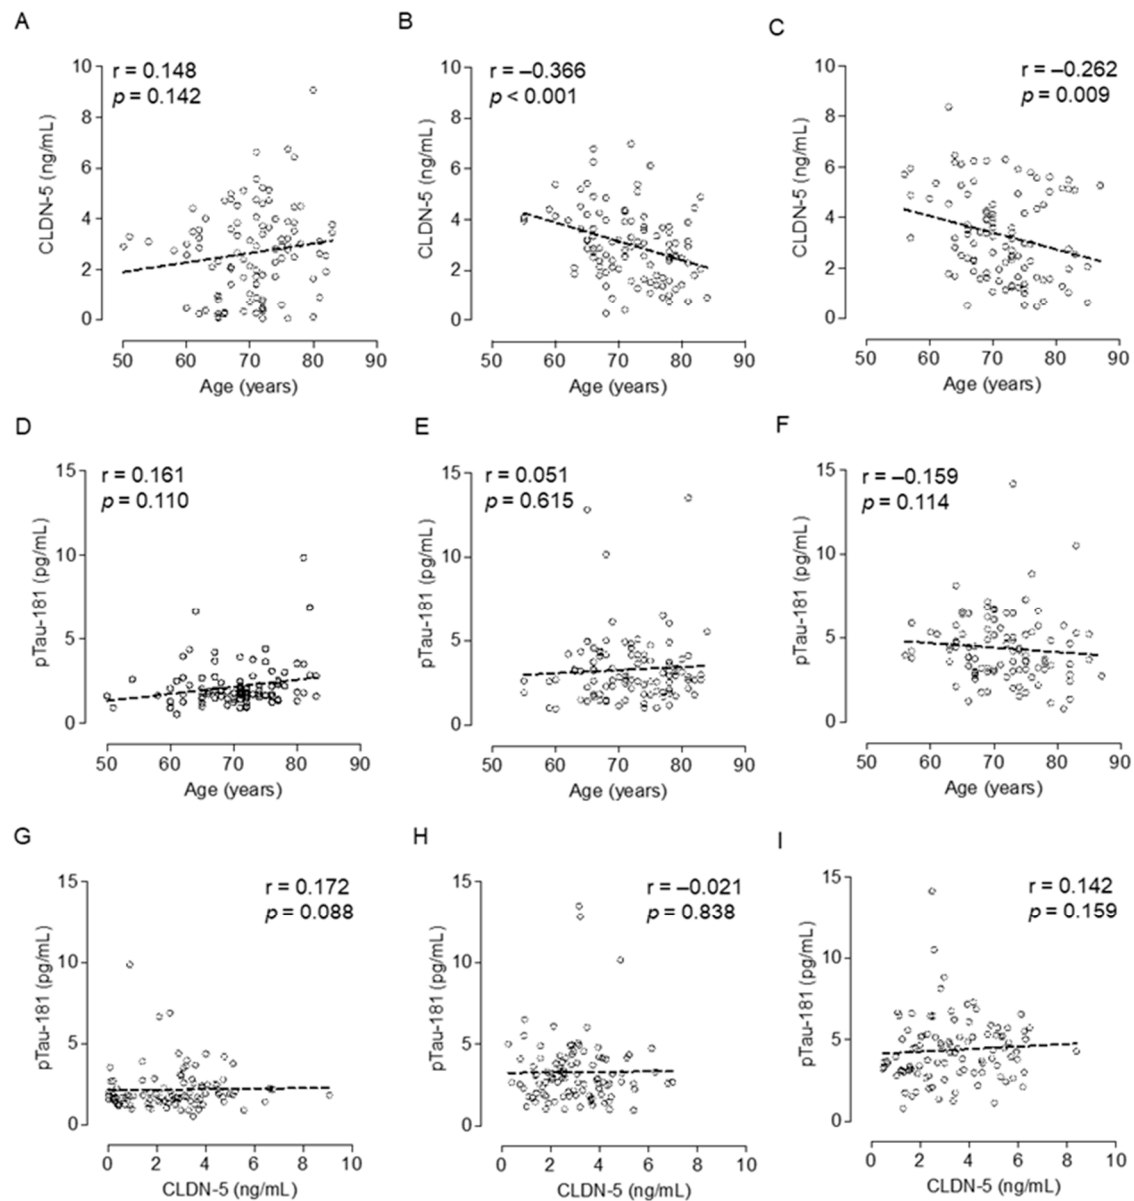 A
r = 0.148
p = 0.142
CLDN-5 (ng/mL)
10
8
6
4
2
0
50 60 70 80 90
Age (years)
B
r = –0.366
p < 0.001
CLDN-5 (ng/mL)
10
8
6
4
2
0
50 60 70 80 90
Age (years)
C
r = –0.262
p = 0.009
CLDN-5 (ng/mL)
10
8
6
4
2
0
50 60 70 80 90
Age (years)
D
r = 0.161
p = 0.110
pTau-181 (pg/mL)
15
10
5
0
50 60 70 80 90
Age (years)
E
r = 0.051
p = 0.615
pTau-181 (pg/mL)
15
10
5
0
50 60 70 80 90
Age (years)
F
r = –0.159
p = 0.114
pTau-181 (pg/mL)
15
10
5
0
50 60 70 80 90
Age (years)
G
r = 0.172
p = 0.088
pTau-181 (pg/mL)
15
10
5
0
0 2 4 6 8 10
CLDN-5 (ng/mL)
H
r = –0.021
p = 0.838
pTau-181 (pg/mL)
15
10
5
0
0 2 4 6 8 10
CLDN-5 (ng/mL)
I
r = 0.142
p = 0.159
pTau-181 (pg/mL)
15
10
5
0
0 2 4 6 8 10
CLDN-5 (ng/mL)